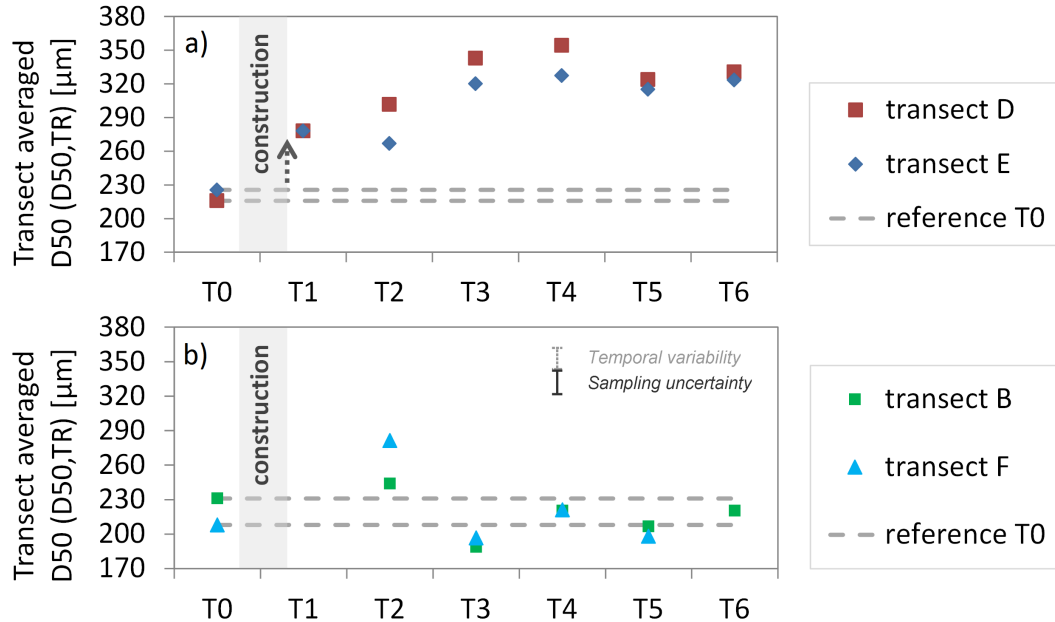 Transect averaged
D50 (D50,TR) [µm]
380
350
320
290
260
230
200
170
a)
construction
T0 T1 T2 T3 T4 T5 T6
transect D
transect E
reference T0
Transect averaged
D50 (D50,TR) [µm]
380
350
320
290
260
230
200
170
b)
construction
Temporal variability
Sampling uncertainty
T0 T1 T2 T3 T4 T5 T6
transect B
transect F
reference T0